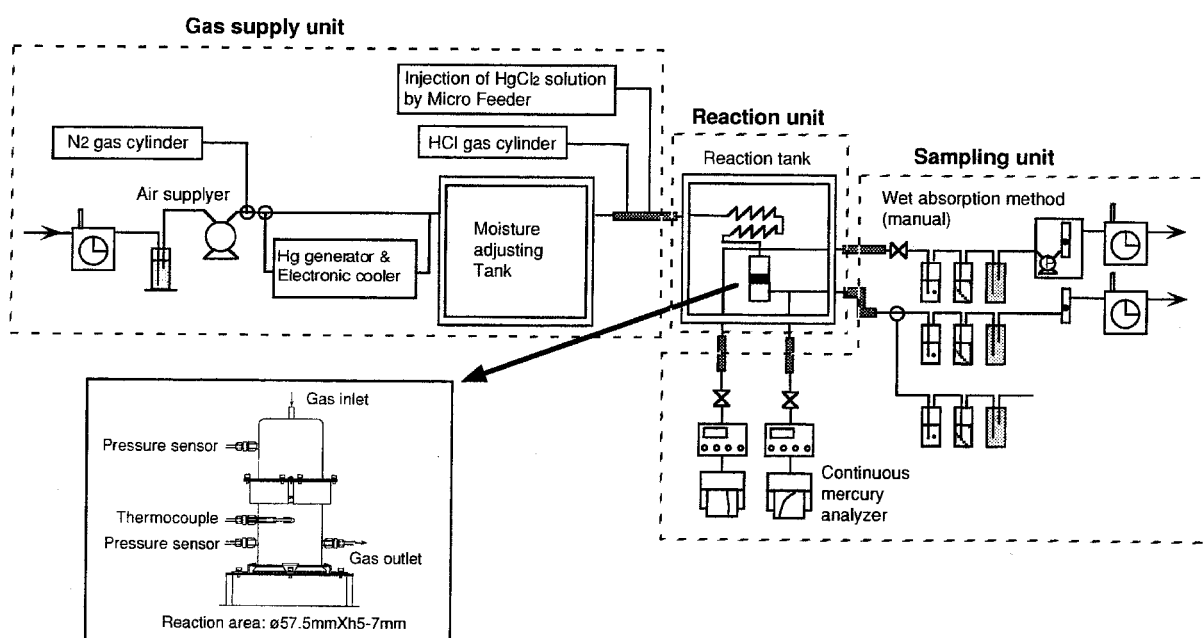 Gas supply unit
Injection of HgCl2 solution
by Micro Feeder
Reaction unit
N2 gas cylinder
HCl gas cylinder
Reaction tank
Sampling unit
Air supplyer
Wet absorption method
(manual)
Moisture
adjusting
Tank
Hg generator &
Electronic cooler
Gas inlet
Pressure sensor
Continuous
mercury
analyzer
Thermocouple
Pressure sensor
Gas outlet
Reaction area: ø57.5mmXh5-7mm